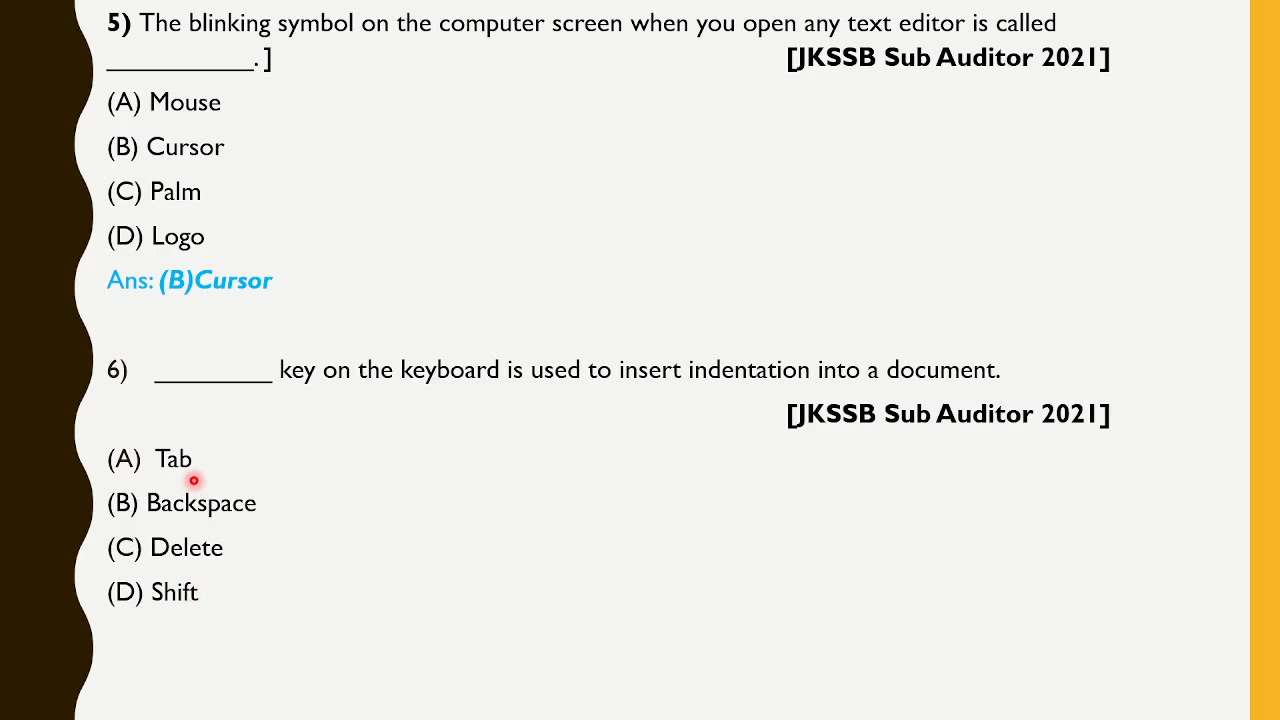 5) The blinking symbol on the computer screen when you open any text editor is called
___________. ] [JKSSB Sub Auditor 2021]
(A) Mouse
(B) Cursor
(C) Palm
(D) Logo
Ans: (B)Cursor
6) _________ key on the keyboard is used to insert indentation into a document.
[JKSSB Sub Auditor 2021]
(A) Tab
(B) Backspace
(C) Delete
(D) Shift